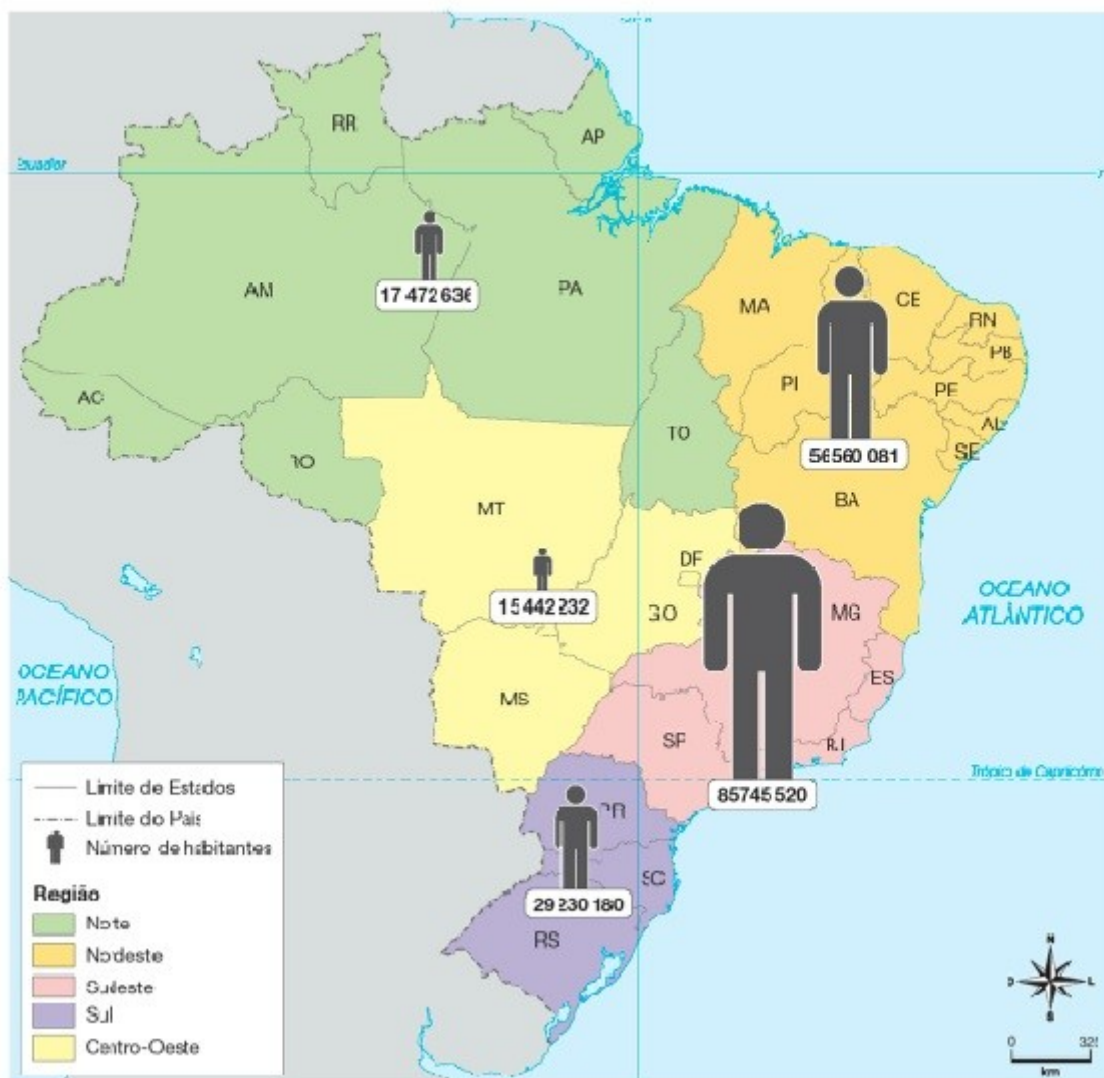 Equador
RR
AP
17 472 636
AM
PA
MA
CE
RN
PB
PI
PE
AC
TO
AL
SE
RO
56 560 081
MT
BA
DF
15 442 232
GO
MG
OCEANO
ATLÂNTICO
OCEANO
PACÍFICO
ES
MS
SP
RJ
Trópico de Capricórnio
85 745 520
PR
SC
29 230 180
RS
Limite de Estados
Limite do País
Número de habitantes
Região
Norte
Nordeste
Sudeste
Sul
Centro-Oeste
N
O
L
S
0
325
km